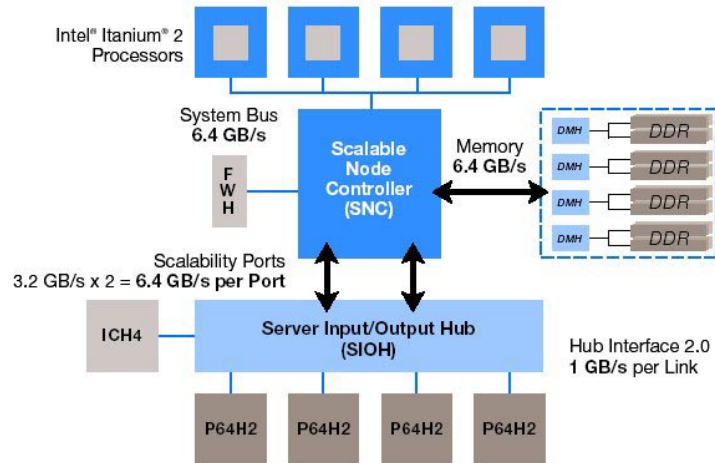 Intel® Itanium® 2
Processors
System Bus
6.4 GB/s
F
W
H
Scalable
Node
Controller
(SNC)
Memory
6.4 GB/s
DMH
DDR
DMH
DDR
DMH
DDR
DMH
DDR
Scalability Ports
3.2 GB/s x 2 = 6.4 GB/s per Port
ICH4
Server Input/Output Hub
(SIOH)
Hub Interface 2.0
1 GB/s per Link
P64H2
P64H2
P64H2
P64H2